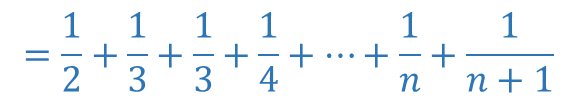 = 1/2 + 1/3 + 1/3 + 1/4 + ⋯ + 1/n + 1/(n + 1)